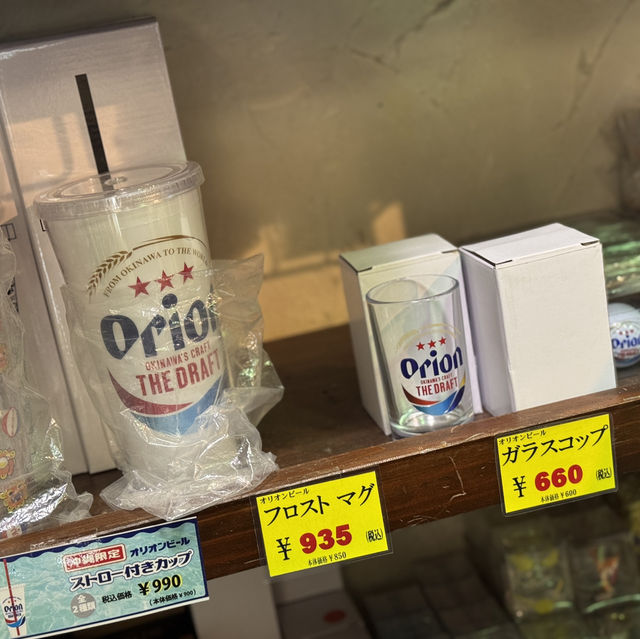 FROM OKINAWA TO THE WORLD
Orion
OKINAWA'S CRAFT
THE DRAFT
Orion
OKINAWA'S CRAFT
THE DRAFT
Orion
沖縄限定 オリオンビール
ストロー付きカップ
全2種類 税込価格 ¥990
(本体価格¥900)
Orion
オリオンビール
フロスト マグ
¥935(税込)
本体価格¥850
オリオンビール
ガラスコップ
¥660(税込)
本体価格¥600